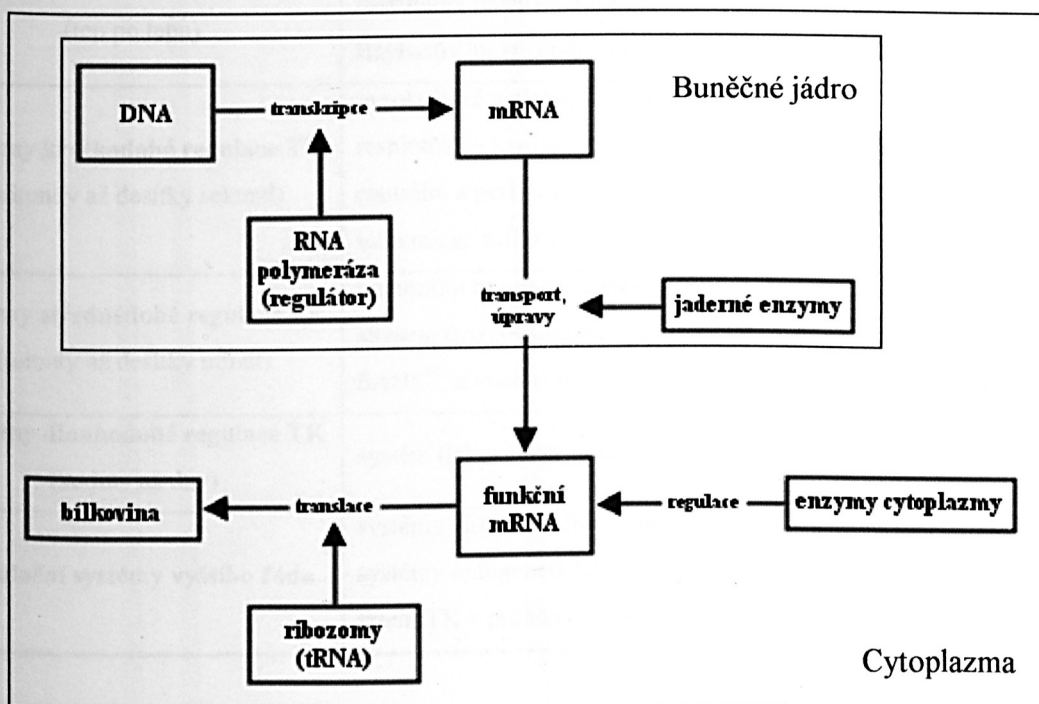 Buněčné jádro
DNA
transkripce
mRNA
RNA
polymeráza
(regulátor)
transport,
úpravy
jaderné enzymy
bílkovina
translace
funkční
mRNA
regulace
enzymy cytoplazmy
ribozomy
(tRNA)
Cytoplazma